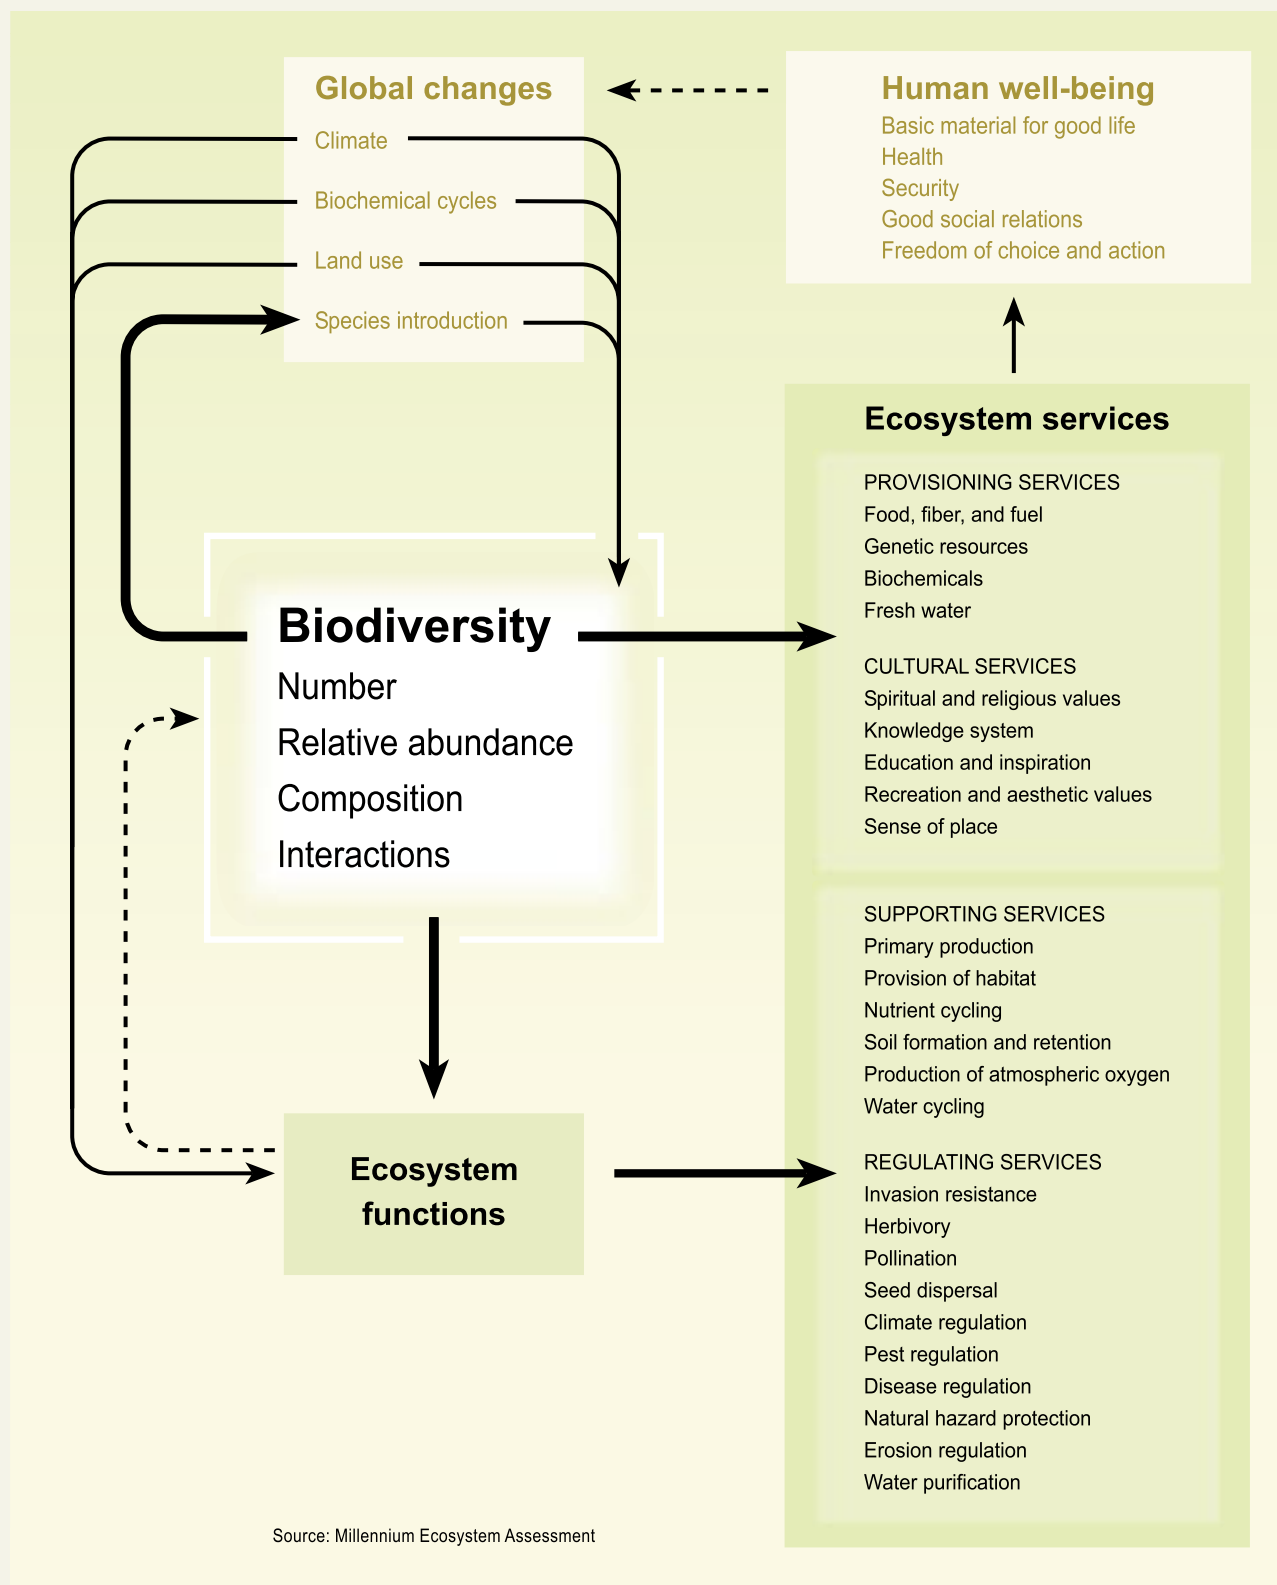 Global changes
Climate
Biochemical cycles
Land use
Species introduction
Human well-being
Basic material for good life
Health
Security
Good social relations
Freedom of choice and action
Biodiversity
Number
Relative abundance
Composition
Interactions
Ecosystem
functions
Ecosystem services
PROVISIONING SERVICES
Food, fiber, and fuel
Genetic resources
Biochemicals
Fresh water
CULTURAL SERVICES
Spiritual and religious values
Knowledge system
Education and inspiration
Recreation and aesthetic values
Sense of place
SUPPORTING SERVICES
Primary production
Provision of habitat
Nutrient cycling
Soil formation and retention
Production of atmospheric oxygen
Water cycling
REGULATING SERVICES
Invasion resistance
Herbivory
Pollination
Seed dispersal
Climate regulation
Pest regulation
Disease regulation
Natural hazard protection
Erosion regulation
Water purification
Source: Millennium Ecosystem Assessment